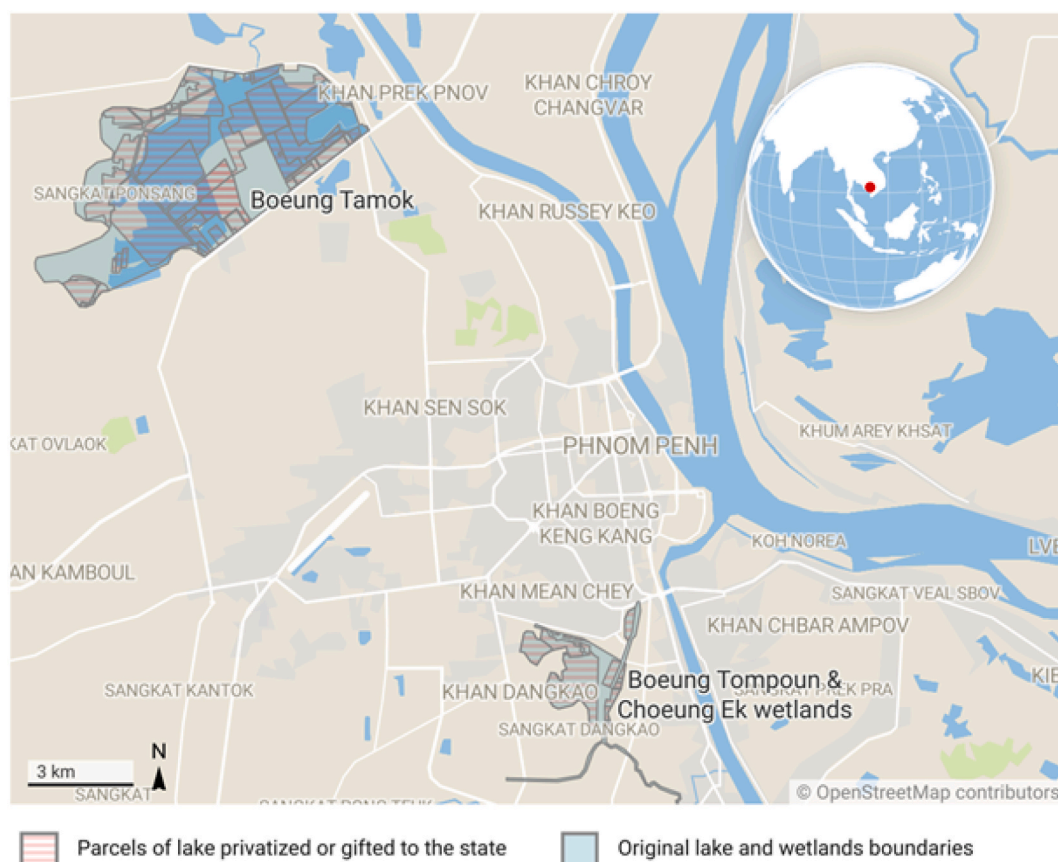 KHAN PREK PNOV
KHAN CHROY
CHANGVAR
SANGKAT PONSANG
Boeung Tamok
KHAN RUSSEY KEO
KHAN SEN SOK
KAT OVLAOK
PHNOM PENH
KHUM AREY KHSAT
KHAN BOENG
KENG KANG
KOH NOREA
LVE
AN KAMBOUL
KHAN MEAN CHEY
SANGKAT VEAL SBOV
KHAN CHBAR AMPOV
KIE
SANGKAT KANTOK
KHAN DANGKAO
Boeung Tompoun &
SANGKAT PREK PRA
Choeung Ek wetlands
SANGKAT DANGKAO
N
3 km
SANGKAT
© OpenStreetMap contributors
Parcels of lake privatized or gifted to the state
Original lake and wetlands boundaries